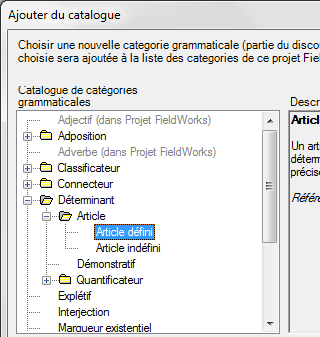 Ajouter du catalogue
Choisir une nouvelle categorie grammaticale (partie du disco
choisie sera ajoutée à la liste des categories de ce projet Fiel
Catalogue de catégories
grammaticales
Descr
Adjectif (dans Projet FieldWorks)
Adposition
Adverbe (dans Projet FieldWorks)
Classificateur
Connecteur
Déterminant
Article
Article défini
Article indéfini
Démonstratif
Quantificateur
Explétif
Interjection
Marqueur existentiel
Article
Un arti
déterm
précise
Référe